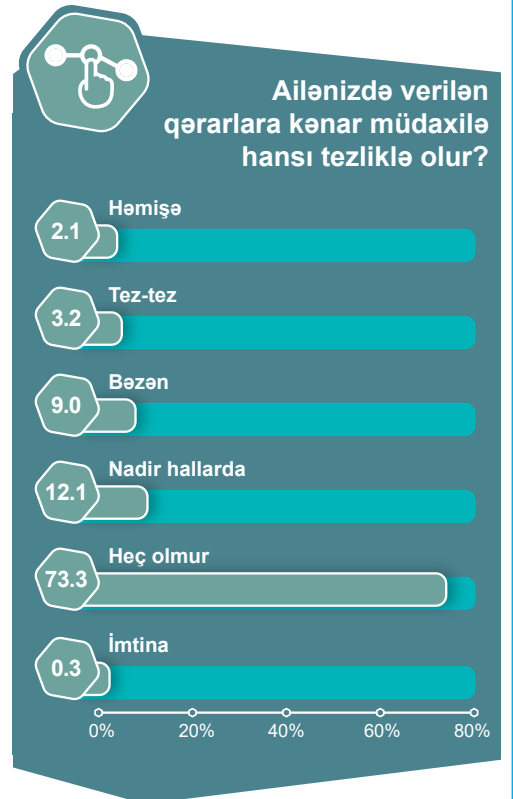 Ailənizdə verilən
qərarlara kənar müdaxilə
hansı tezliklə olur?
Həmişə
2.1
Tez-tez
3.2
Bəzən
9.0
Nadir hallarda
12.1
Heç olmur
73.3
İmtina
0.3
0% 20% 40% 60% 80%